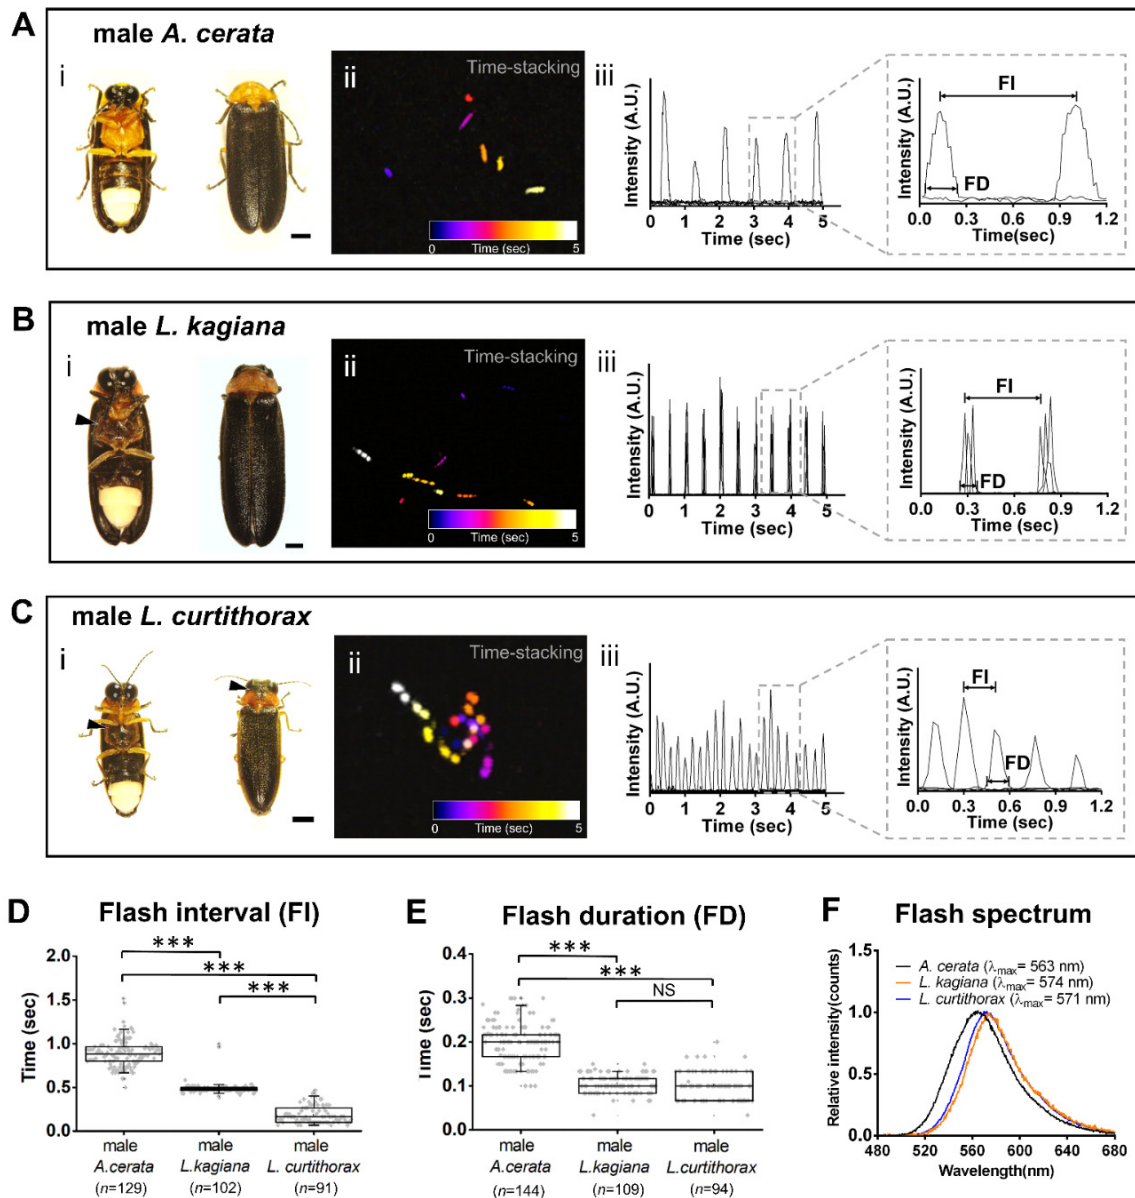 A
male A. cerata
i
ii
Time-stacking
0
Time (sec)
5
iii
Intensity (A.U.)
0 1 2 3 4 5
Time (sec)
Intensity (A.U.)
FI
FD
0.0 0.3 0.6 0.9 1.2
Time(sec)
B
male L. kagiana
i
ii
Time-stacking
0
Time (sec)
5
iii
Intensity (A.U.)
0 1 2 3 4 5
Time (sec)
Intensity (A.U.)
FI
FD
0.0 0.3 0.6 0.9 1.2
Time (sec)
C
male L. curtithorax
i
ii
Time-stacking
0
Time (sec)
5
iii
Intensity (A.U.)
0 1 2 3 4 5
Time (sec)
Intensity (A.U.)
FI
FD
0.0 0.3 0.6 0.9 1.2
Time (sec)
D
Flash interval (FI)
***
***
***
2.0
1.5
1.0
0.5
0.0
Time (sec)
male male male
A.cerata L.kagiana L. curtithorax
(n=129) (n=102) (n=91)
E
Flash duration (FD)
***
***
NS
0.4
0.3
0.2
0.1
0.0
Time (sec)
male male male
A.cerata L.kagiana L.curtithorax
(n=144) (n=109) (n=94)
F
Flash spectrum
1.5
1.0
0.5
0.0
Relative intensity(counts)
A. cerata (λmax= 563 nm)
L. kagiana (λmax= 574 nm)
L. curtithorax (λmax= 571 nm)
480 520 560 600 640 680
Wavelength(nm)